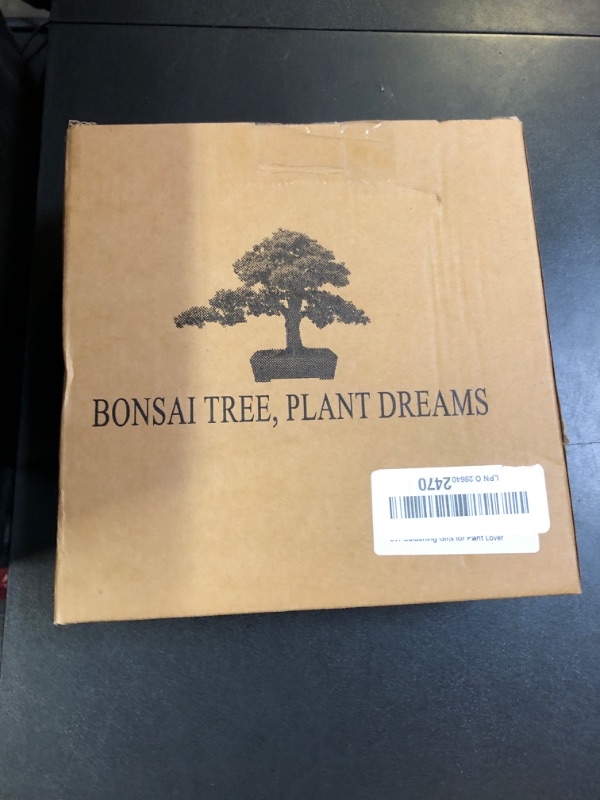 BONSAI TREE, PLANT DREAMS
LPN O 28640 2470
Gardening Gifts for Plant Lover